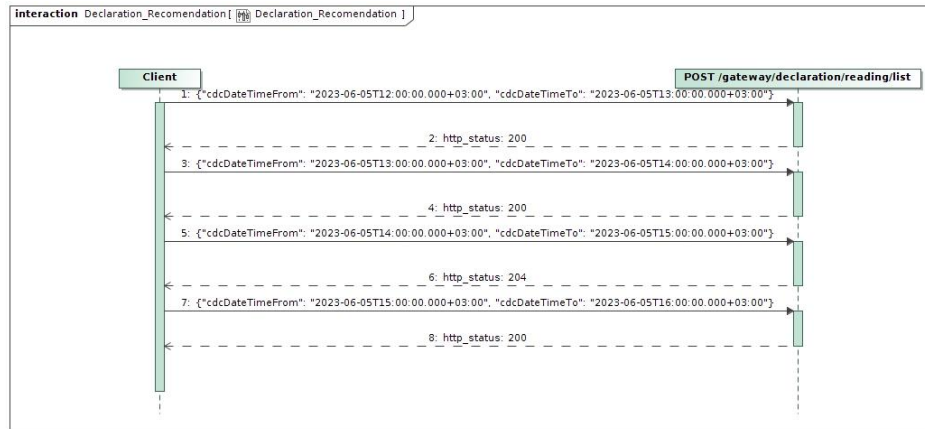 interaction Declaration_Recomendation [ Declaration_Recomendation ]
Client
POST /gateway/declaration/reading/list
1: {"cdcDateTimeFrom": "2023-06-05T12:00:00.000+03:00", "cdcDateTimeTo": "2023-06-05T13:00:00.000+03:00"}
2: http_status: 200
3: {"cdcDateTimeFrom": "2023-06-05T13:00:00.000+03:00", "cdcDateTimeTo": "2023-06-05T14:00:00.000+03:00"}
4: http_status: 200
5: {"cdcDateTimeFrom": "2023-06-05T14:00:00.000+03:00", "cdcDateTimeTo": "2023-06-05T15:00:00.000+03:00"}
6: http_status: 204
7: {"cdcDateTimeFrom": "2023-06-05T15:00:00.000+03:00", "cdcDateTimeTo": "2023-06-05T16:00:00.000+03:00"}
8: http_status: 200